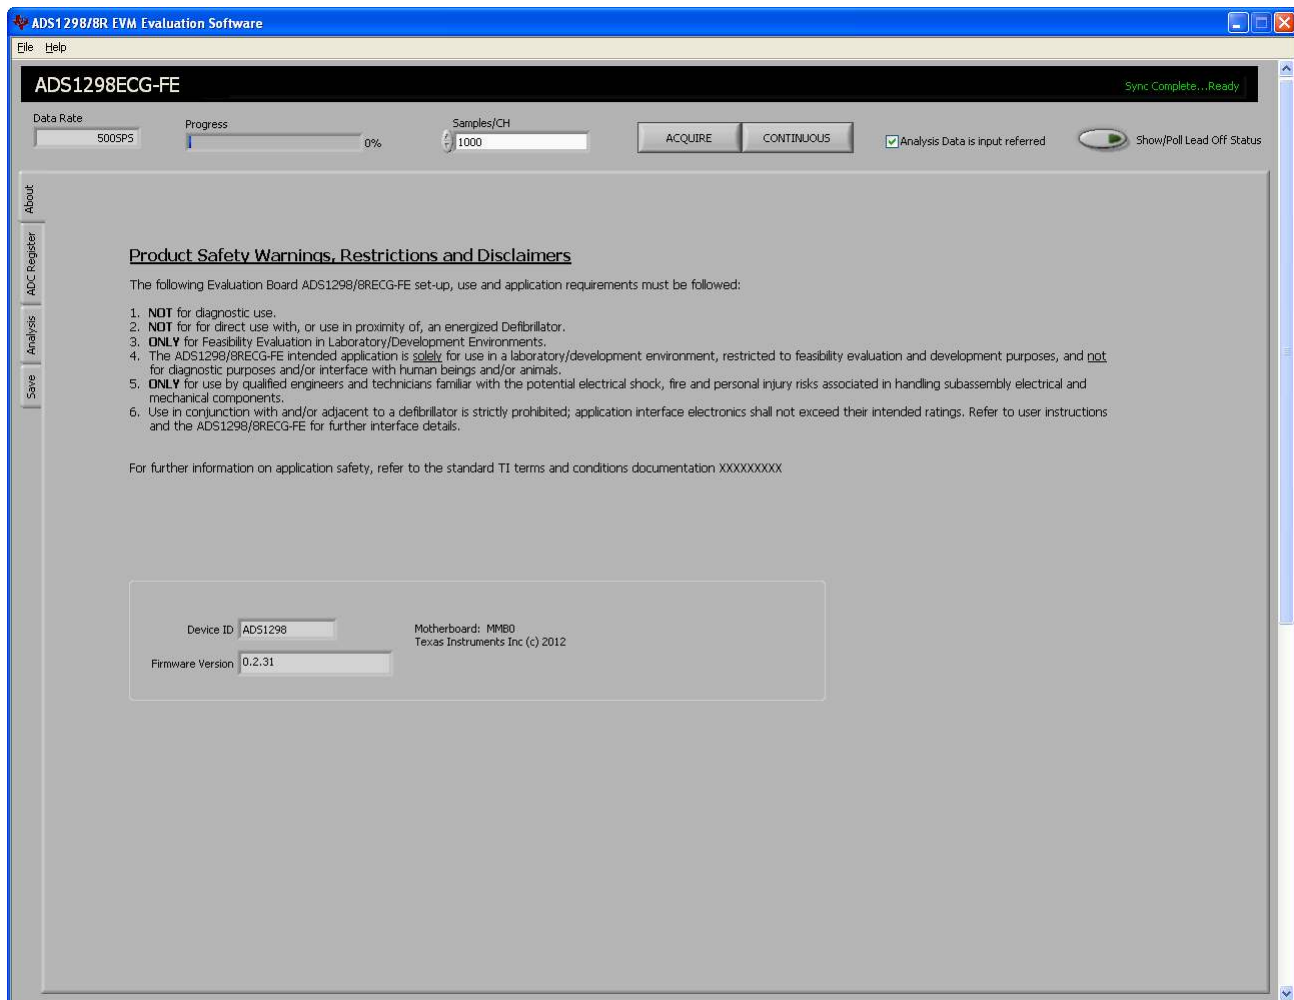 ADS1298/8R EVM Evaluation Software
File Help
ADS1298ECG-FE
Sync Complete...Ready
Data Rate
500SPS
Progress
0%
Samples/CH
1000
ACQUIRE
CONTINUOUS
Analysis Data is input referred
Show/Poll Lead Off Status
About
ADC Register
Analysis
Save
Product Safety Warnings, Restrictions and Disclaimers
The following Evaluation Board ADS1298/8RECG-FE set-up, use and application requirements must be followed:
1. NOT for diagnostic use.
2. NOT for for direct use with, or use in proximity of, an energized Defibrillator.
3. ONLY for Feasibility Evaluation in Laboratory/Development Environments.
4. The ADS1298/8RECG-FE intended application is solely for use in a laboratory/development environment, restricted to feasibility evaluation and development purposes, and not
for diagnostic purposes and/or interface with human beings and/or animals.
5. ONLY for use by qualified engineers and technicians familiar with the potential electrical shock, fire and personal injury risks associated in handling subassembly electrical and
mechanical components.
6. Use in conjunction with and/or adjacent to a defibrillator is strictly prohibited; application interface electronics shall not exceed their intended ratings. Refer to user instructions
and the ADS1298/8RECG-FE for further interface details.
For further information on application safety, refer to the standard TI terms and conditions documentation XXXXXXXXX
Device ID ADS1298
Motherboard: MMB0
Texas Instruments Inc (c) 2012
Firmware Version 0.2.31